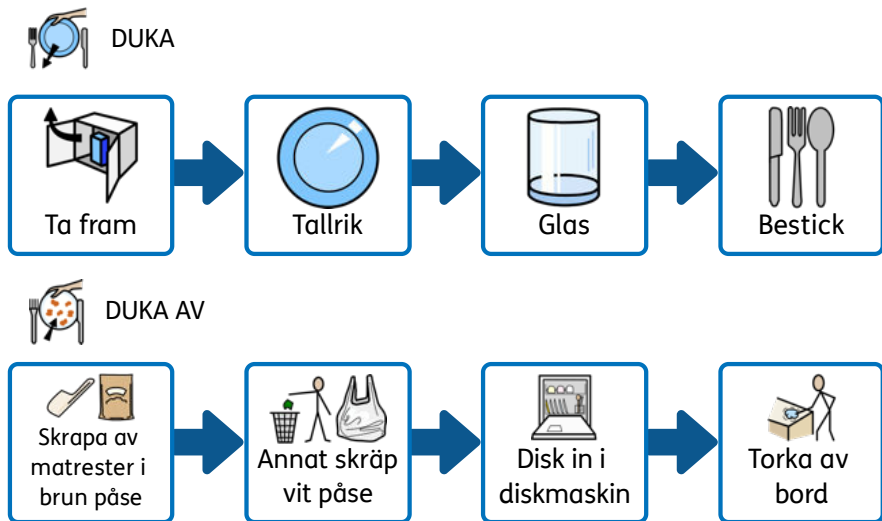 DUKA
Ta fram
Tallrik
Glas
Bestick
DUKA AV
Skrapa av
matrester i
brun påse
Annat skräp
vit påse
Disk in i
diskmaskin
Torka av
bord